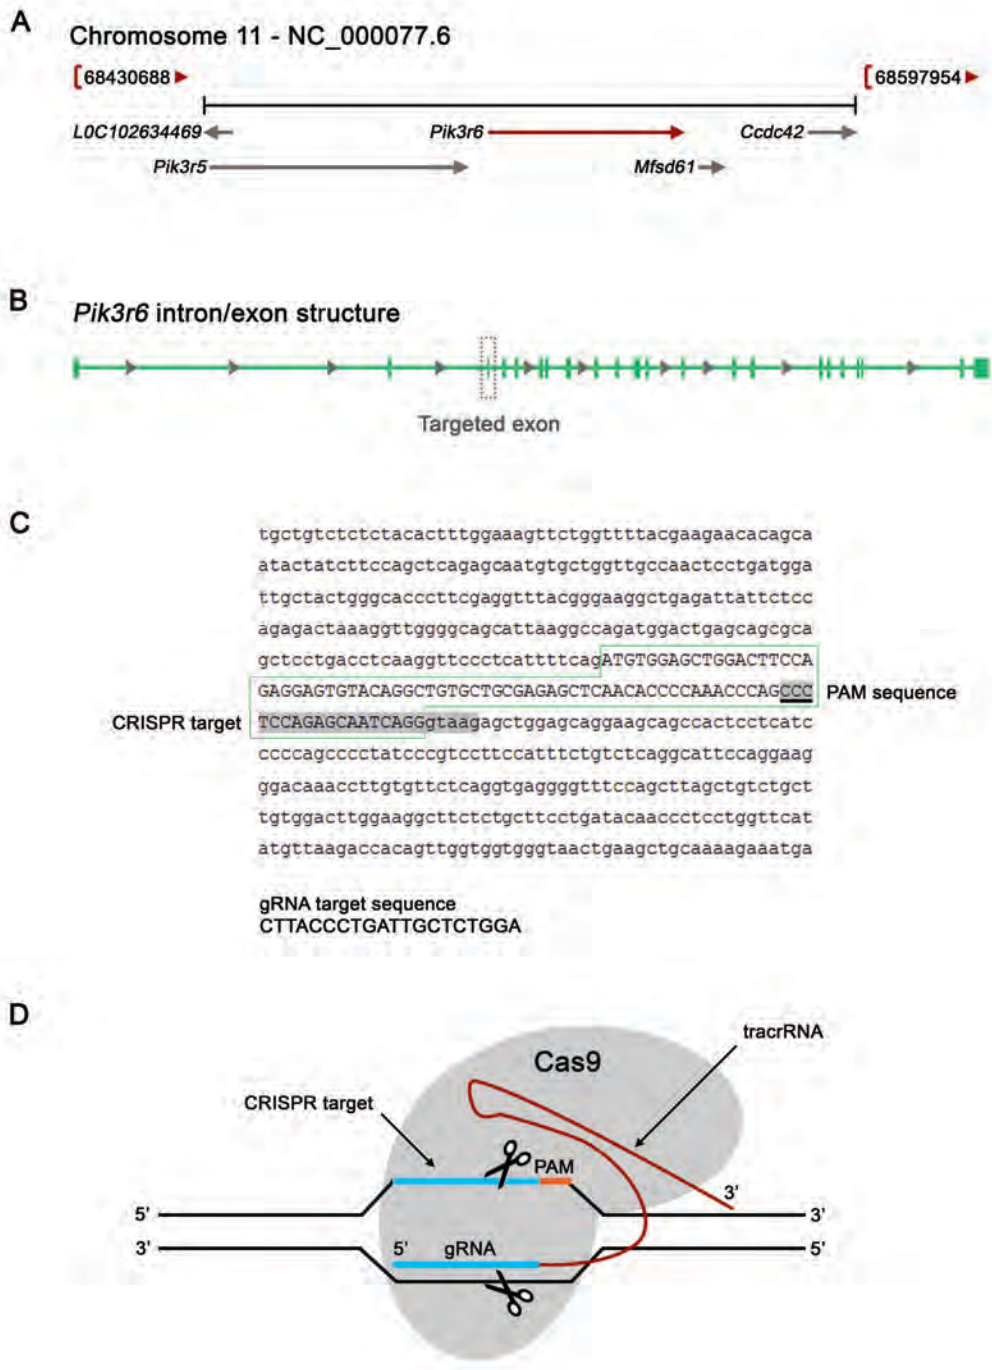 A
Chromosome 11 - NC_000077.6
68430688
68597954
LOC102634469
Pik3r6
Ccdc42
Pik3r5
Mfsd61
B
Pik3r6 intron/exon structure
Targeted exon
C
tgctgtctctctacactttggaaagttctggttttacgaagaacacagca
atactatcttccagctcagagcaatgtgctggttgccaactcctgatgga
ttgctactgggcacccttcgaggtttacgggaaggctgagattattctcc
agagactaaaggttggggcagcattaaggccagatggactgagcagcgca
gctcctgacctcaaggttccctcattttcagATGTGGAGCTGGACTTCCA
GAGGAGTGTACAGGCTGTGCTGCGAGAGCTCAACACCCCAAACCCAGCCC PAM sequence
CRISPR target TCCAGAGCAATCAGGgtaagagctggagcaggaagcagccactcctcatc
ccccagcccctatcccgtccttccatttctgtctcaggcattccaggaag
ggacaaaccttgtgttctcaggtgaggggtttccagcttagctgtctgct
tgtggacttggaaggcttctctgcttcctgatacaaccctcctggttcat
atgttaagaccacagttggtggtgggtaactgaagctgcaaaagaaatga
gRNA target sequence
CTTACCCTGATTGCTCTGGA
D
tracrRNA
Cas9
CRISPR target
PAM
3'
5'
3'
3'
5' gRNA
5'